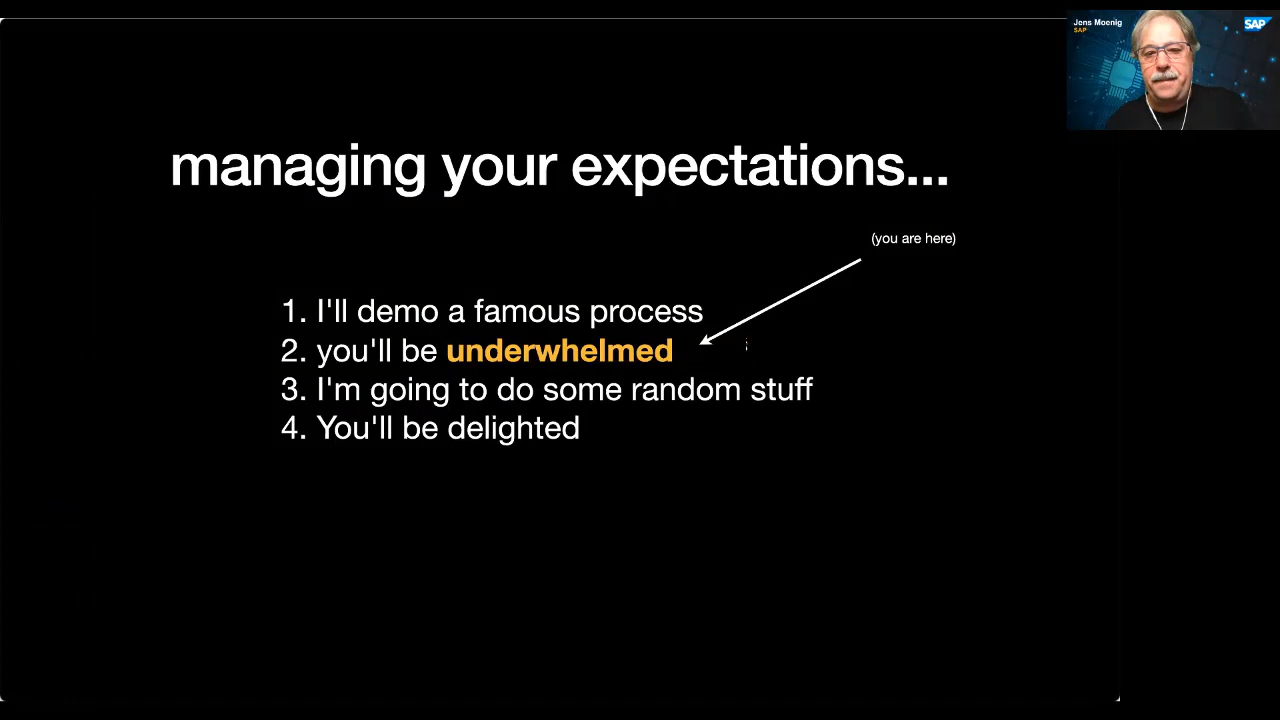 Jens Moenig
SAP
SAP
managing your expectations...
(you are here)
1. I'll demo a famous process
2. you'll be underwhelmed
3. I'm going to do some random stuff
4. You'll be delighted